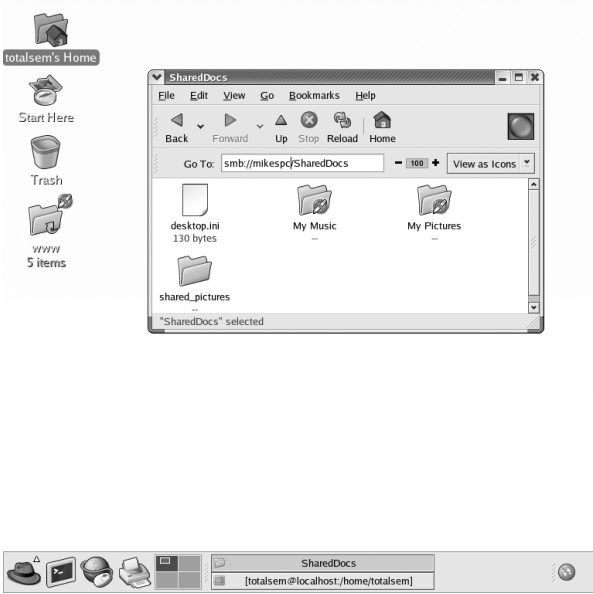 totalsem's Home
Start Here
Trash
www
5 items
SharedDocs
File Edit View Go Bookmarks Help
Back Forward Up Stop Reload Home
Go To: smb://mikespc/SharedDocs 100 View as Icons
desktop.ini My Music My Pictures
130 bytes -- --
shared_pictures
--
"SharedDocs" selected
SharedDocs
[totalsem@localhost:/home/totalsem]